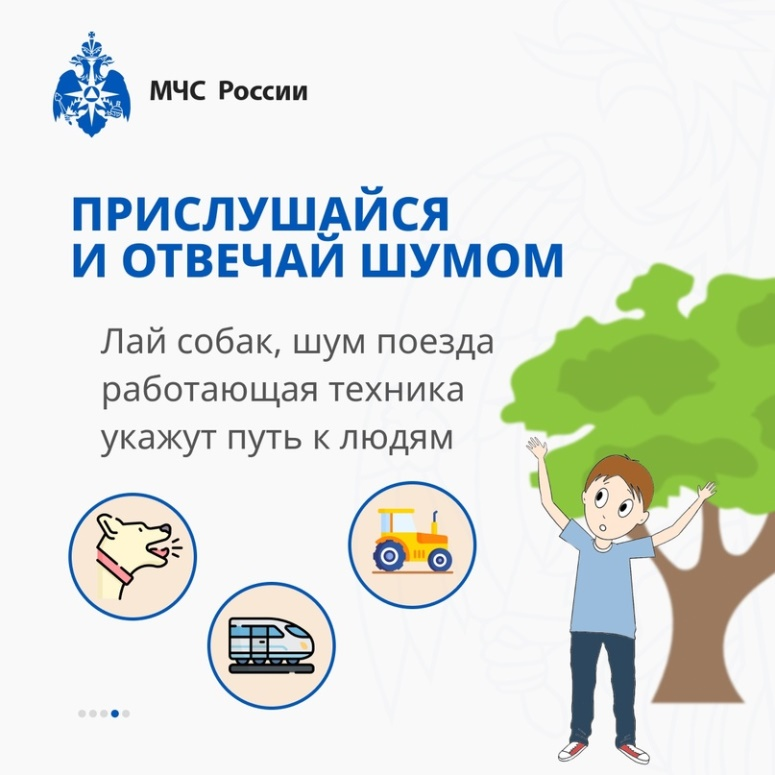 МЧС России
ПРИСЛУШАЙСЯ
И ОТВЕЧАЙ ШУМОМ
Лай собак, шум поезда
работающая техника
укажут путь к людям